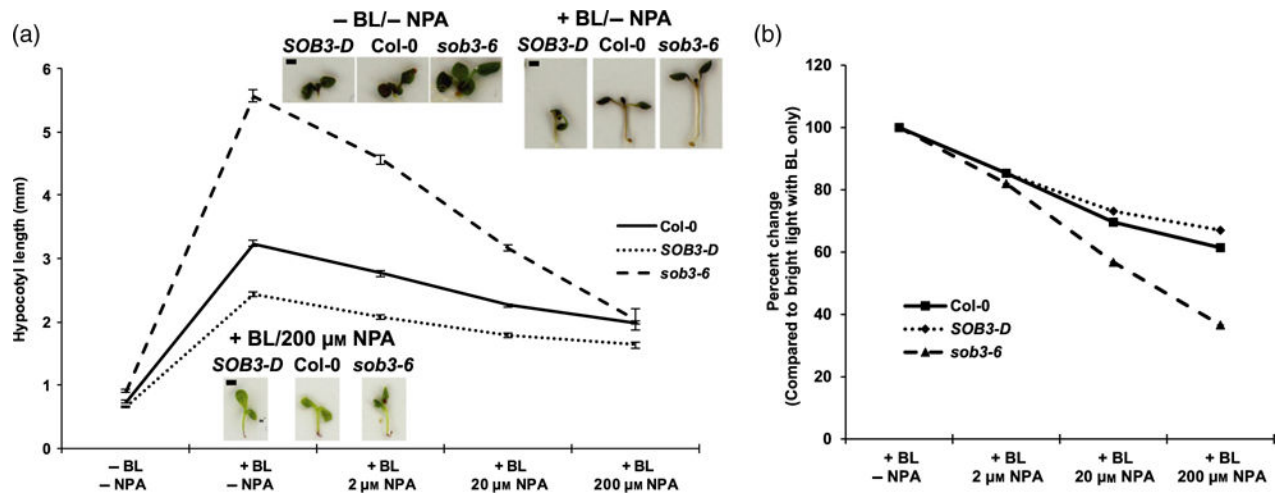 (a)
– BL/– NPA
SOB3-D Col-0 sob3-6
+ BL/– NPA
SOB3-D Col-0 sob3-6
Hypocotyl length (mm)
6
5
4
3
2
1
0
Col-0
SOB3-D
sob3-6
+ BL/200 µM NPA
SOB3-D Col-0 sob3-6
– BL
– NPA
+ BL
– NPA
+ BL
2 µM NPA
+ BL
20 µM NPA
+ BL
200 µM NPA
(b)
Percent change
(Compared to bright light with BL only)
120
100
80
60
40
20
0
Col-0
SOB3-D
sob3-6
+ BL
– NPA
+ BL
2 µM NPA
+ BL
20 µM NPA
+ BL
200 µM NPA